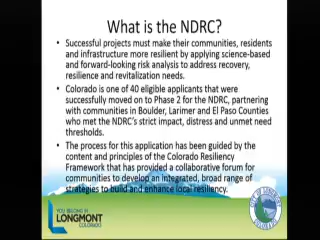 What is the NDRC?
• Successful projects must make their communities, residents
and infrastructure more resilient by applying science-based
and forward-looking risk analysis to address recovery,
resilience and revitalization needs.
• Colorado is one of 40 eligible applicants that were
successfully moved on to Phase 2 for the NDRC, partnering
with communities in Boulder, Larimer and El Paso Counties
who met the NDRC's strict impact, distress and unmet need
thresholds.
• The process for this application has been guided by the
content and principles of the Colorado Resiliency
Framework that has provided a collaborative forum for
communities to develop an integrated, broad range of
strategies to build and enhance local resiliency.
YOU BELONG IN
LONGMONT
COLORADO